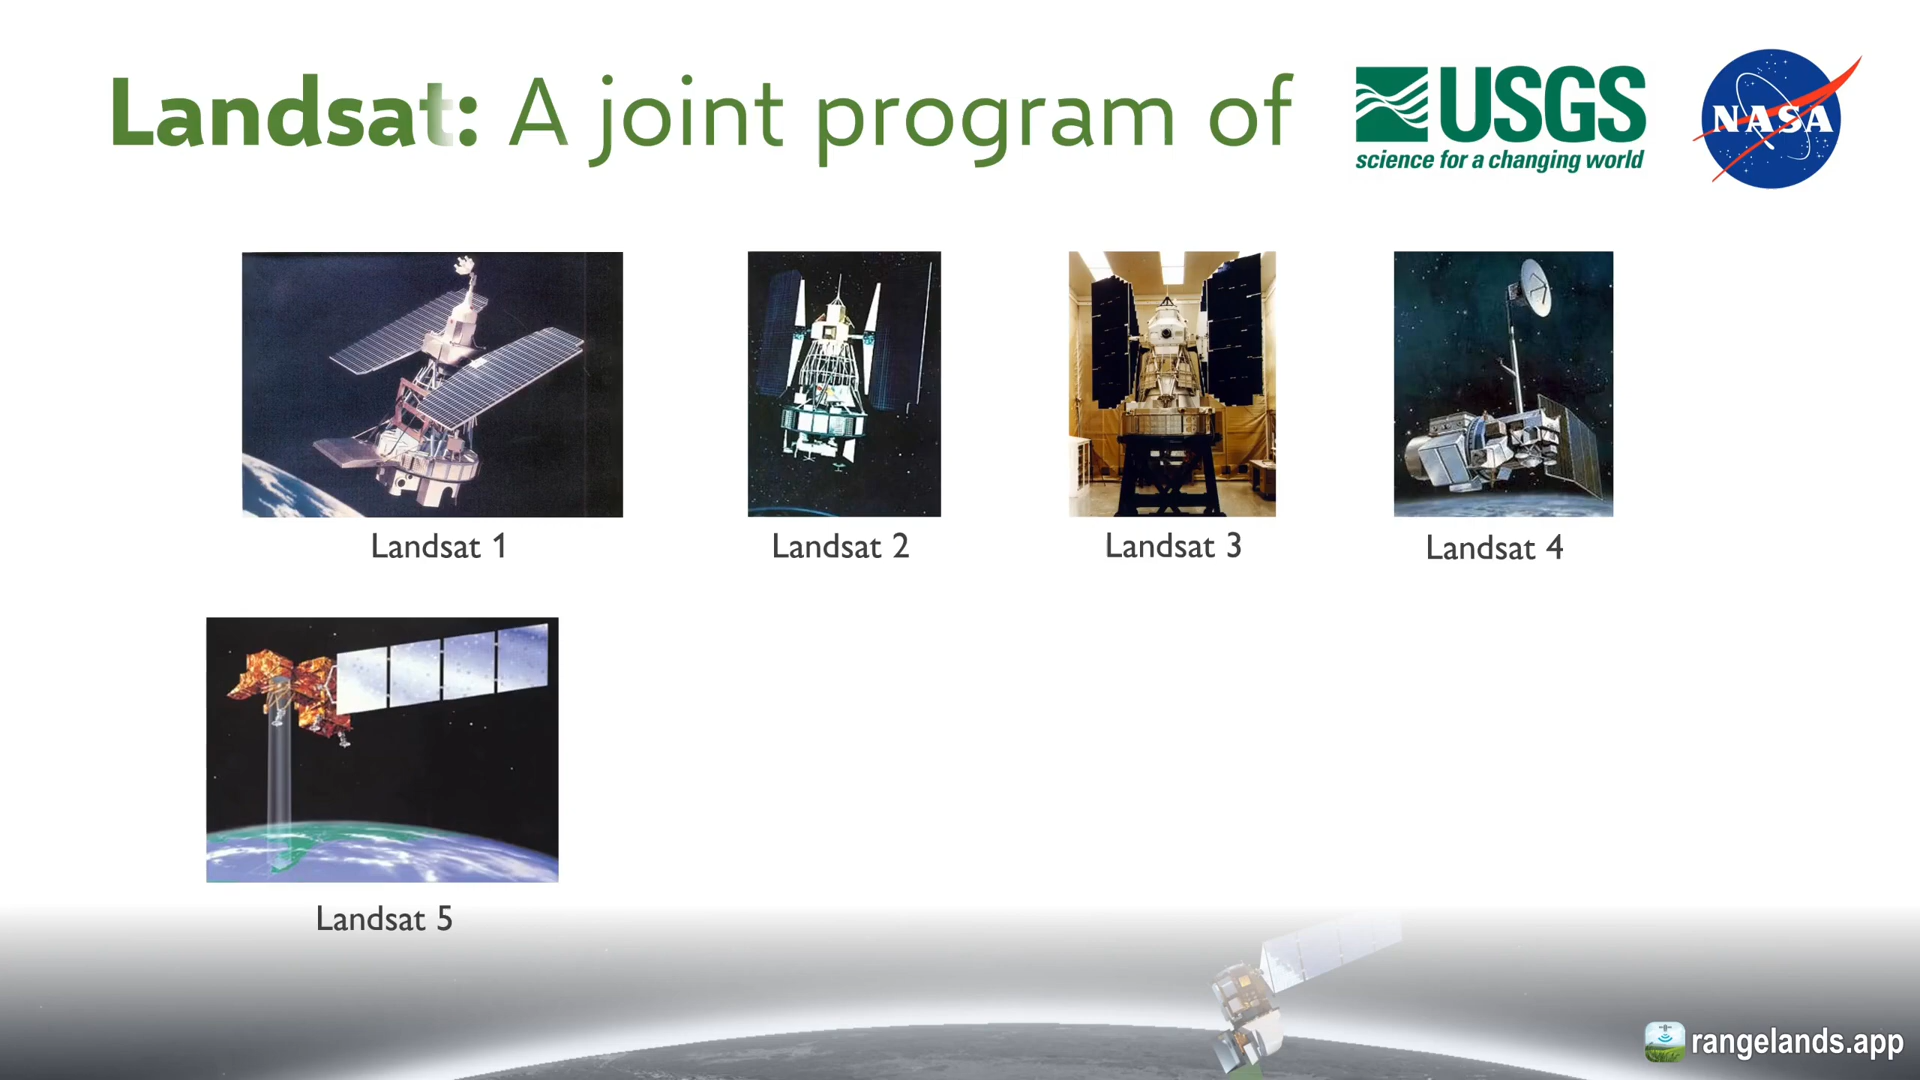 Landsat: A joint program of
USGS
science for a changing world
NASA
Landsat 1
Landsat 2
Landsat 3
Landsat 4
Landsat 5
rangelands.app